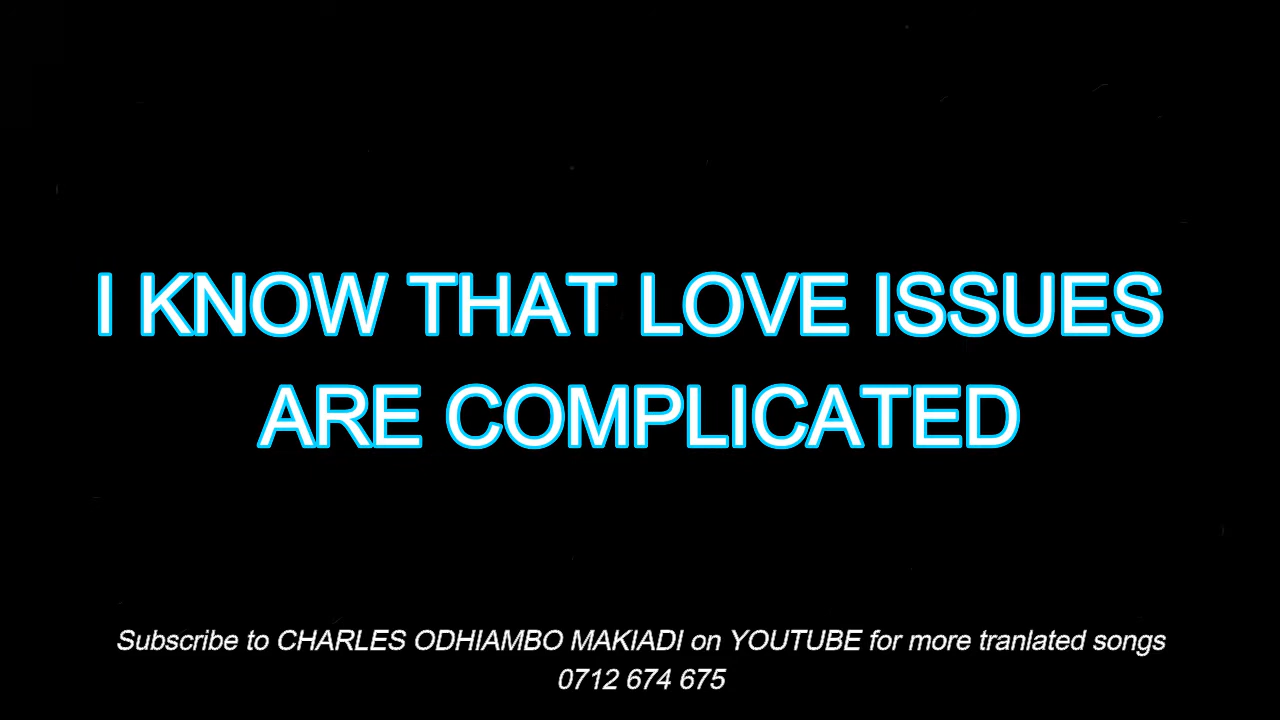 I KNOW THAT LOVE ISSUES
ARE COMPLICATED
Subscribe to CHARLES ODHIAMBO MAKIADI on YOUTUBE for more tranlated songs
0712 674 675